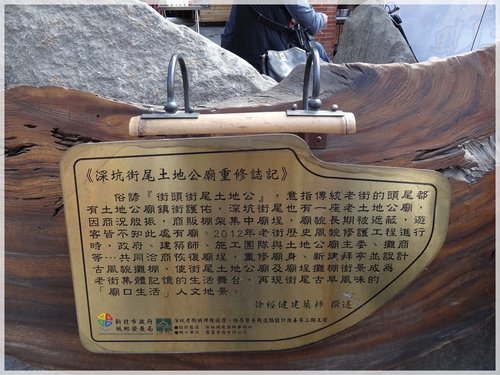 《深坑街尾土地公廟重修誌記》
俗諺『街頭街尾土地公』，意指傳統老街的頭尾都
有土地公廟鎮街護佑，深坑街尾也有一座老土地廟，
因商況般振，商販棚架集中廟埕，廟貌長期被遮蔽，遊
客皆不知此處有廟。2012年老街歷史風貌修護工程進行
時，政府、建築師、施工團隊與土地公廟主委、攤商
等…共同洽商恢復廟埕，重修廟身、新建拜亭並設計
古風貌攤棚，使街尾土地公廟及廟埕攤棚街景成為
老街集體記憶的生活舞台，再現街尾古早風味的
「廟口生活」人文地景。
徐裕健建築師 撰述
新北市政府
城鄉發展局